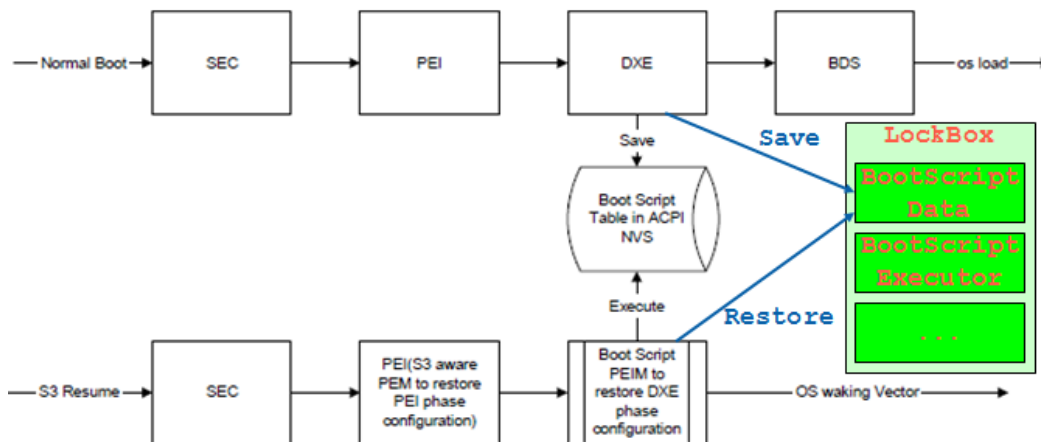 Normal Boot
SEC
PEI
DXE
BDS
os load
Save
Save
LockBox
BootScript
Data
Boot Script
Table in ACPI
NVS
BootScript
Executor
Execute
Restore
...
S3 Resume
SEC
PEI(S3 aware
PEM to restore
PEI phase
configuration)
Boot Script
PEIM to
restore DXE
phase
configuration
OS waking Vector